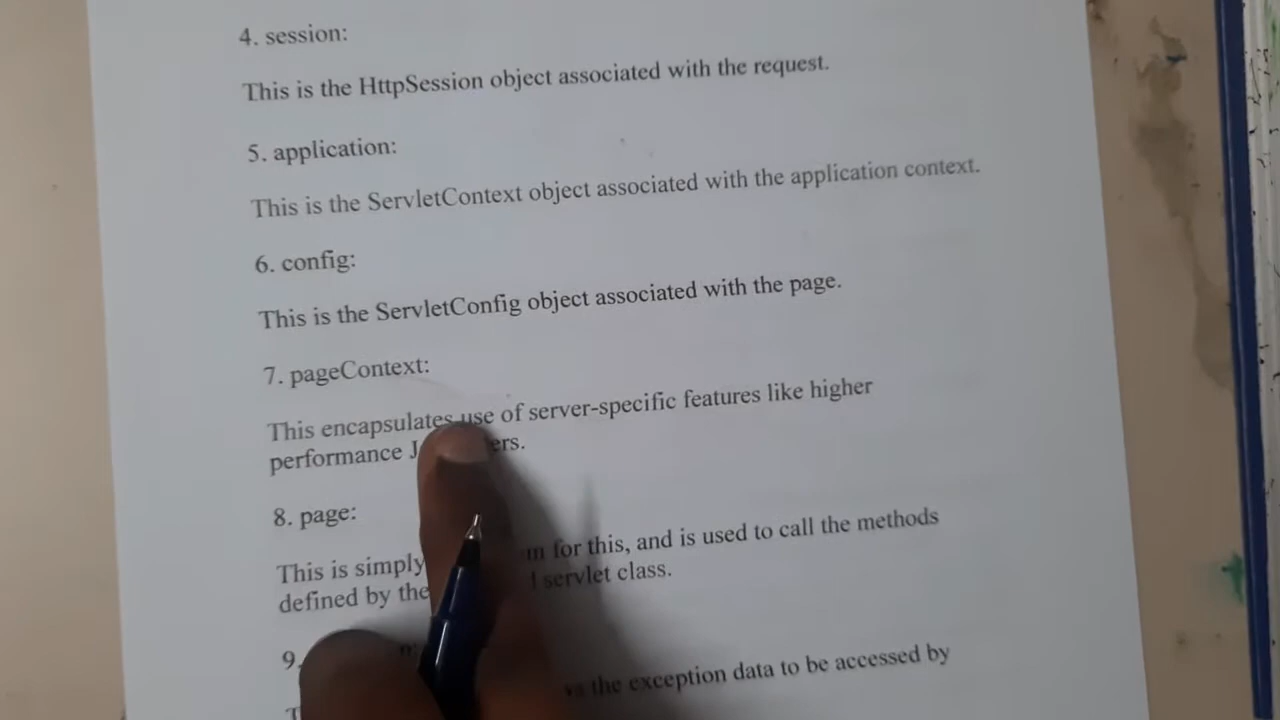 4. session:
This is the HttpSession object associated with the request.
5. application:
This is the ServletContext object associated with the application context.
6. config:
This is the ServletConfig object associated with the page.
7. pageContext:
This encapsulates use of server-specific features like higher
performance
8. page:
This is simply for this, and is used to call the methods
defined by the servlet class.
9.
the exception data to be accessed by